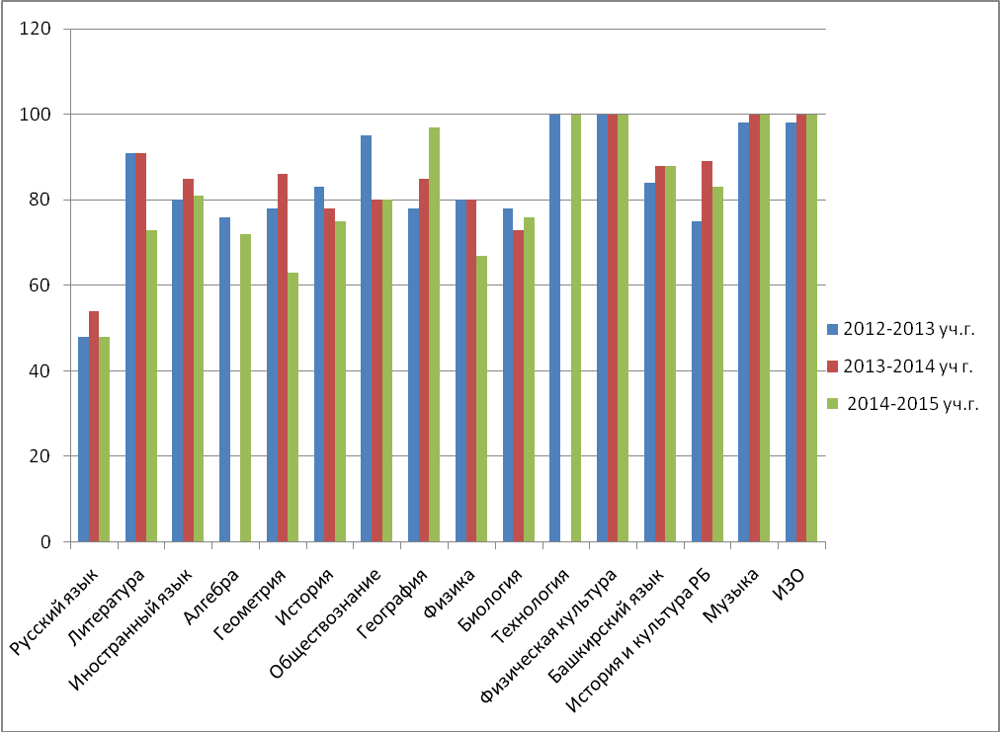 120
100
80
60
40
20
0
Русский язык
Литература
Иностранный язык
Алгебра
Геометрия
История
Обществознание
География
Физика
Биология
Технология
Физическая культура
Башкирский язык
История и культура РБ
Музыка
ИЗО
2012-2013 уч.г.
2013-2014 уч г.
2014-2015 уч.г.